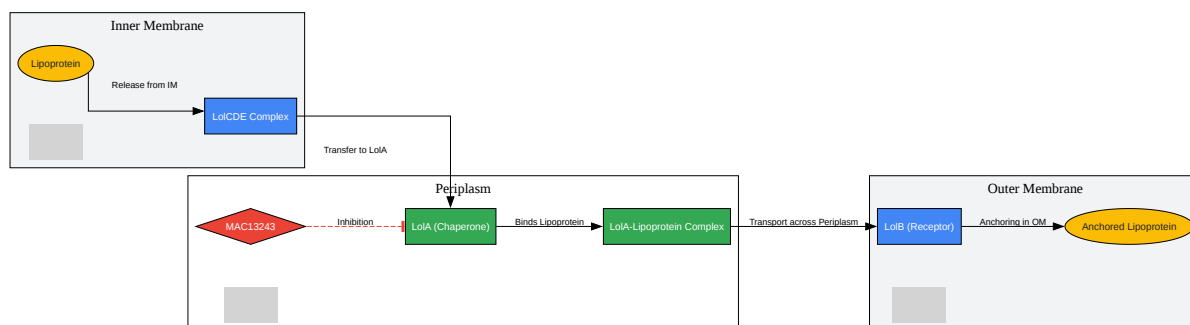 Inner Membrane
Lipoprotein
Release from IM
LolCDE Complex
Transfer to LolA
Periplasm
MAC13243
Inhibition
LolA (Chaperone)
Binds Lipoprotein
LolA-Lipoprotein Complex
Transport across Periplasm
Outer Membrane
LolB (Receptor)
Anchoring in OM
Anchored Lipoprotein